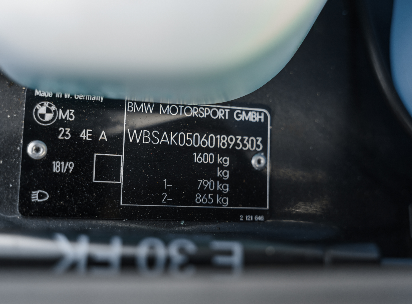 Made in W. Germany
BMW MOTORSPORT GMBH
M3
23 4E A
WBSAK050601893303
1600 kg
kg
181/9
1– 790 kg
2– 865 kg
2 121 646
E 30 FK